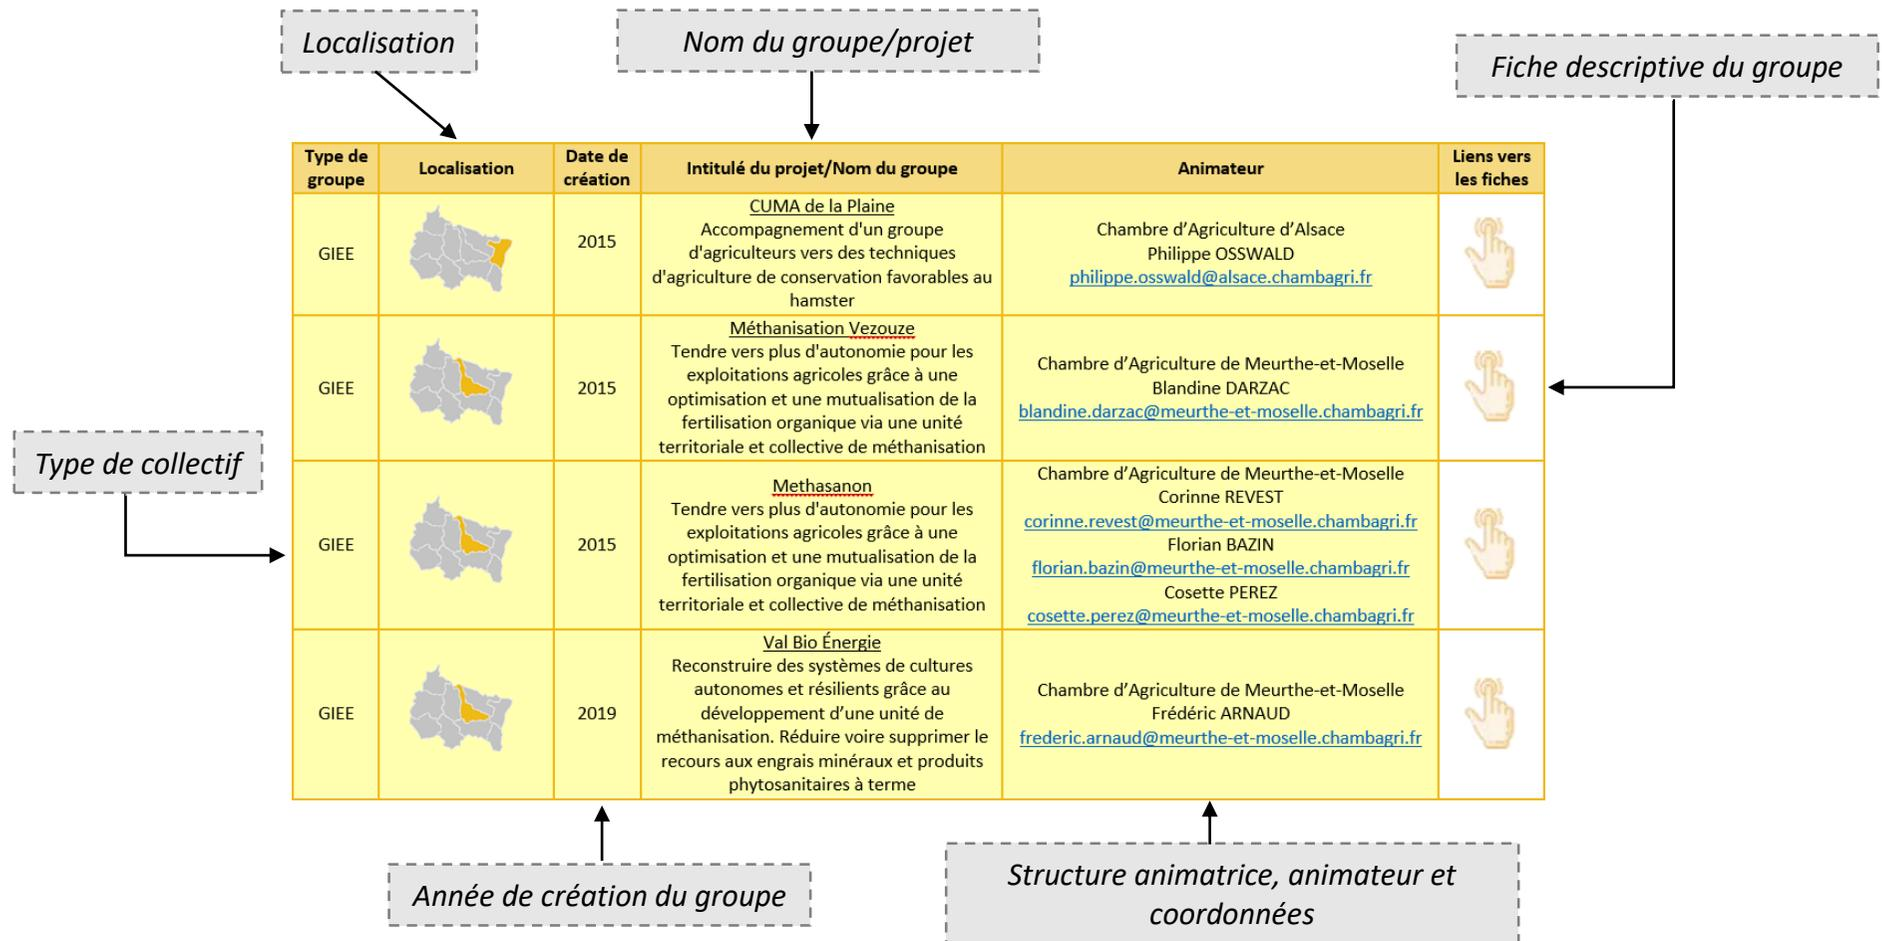 Localisation
Nom du groupe/projet
Fiche descriptive du groupe
Type de groupe
Localisation
Date de création
Intitulé du projet/Nom du groupe
Animateur
Liens vers les fiches
GIEE
2015
CUMA de la Plaine
Accompagnement d'un groupe
d'agriculteurs vers des techniques
d'agriculture de conservation favorables au
hamster
Chambre d’Agriculture d’Alsace
Philippe OSSWALD
philippe.osswald@alsace.chambagri.fr
GIEE
2015
Méthanisation Vezouze
Tendre vers plus d'autonomie pour les
exploitations agricoles grâce à une
optimisation et une mutualisation de la
fertilisation organique via une unité
territoriale et collective de méthanisation
Chambre d’Agriculture de Meurthe-et-Moselle
Blandine DARZAC
blandine.darzac@meurthe-et-moselle.chambagri.fr
Type de collectif
GIEE
2015
Methasanon
Tendre vers plus d'autonomie pour les
exploitations agricoles grâce à une
optimisation et une mutualisation de la
fertilisation organique via une unité
territoriale et collective de méthanisation
Chambre d’Agriculture de Meurthe-et-Moselle
Corinne REVEST
corinne.revest@meurthe-et-moselle.chambagri.fr
Florian BAZIN
florian.bazin@meurthe-et-moselle.chambagri.fr
Cosette PEREZ
cosette.perez@meurthe-et-moselle.chambagri.fr
GIEE
2019
Val Bio Énergie
Reconstruire des systèmes de cultures
autonomes et résilients grâce au
développement d’une unité de
méthanisation. Réduire voire supprimer le
recours aux engrais minéraux et produits
phytosanitaires à terme
Chambre d’Agriculture de Meurthe-et-Moselle
Frédéric ARNAUD
frederic.arnaud@meurthe-et-moselle.chambagri.fr
Année de création du groupe
Structure animatrice, animateur et
coordonnées